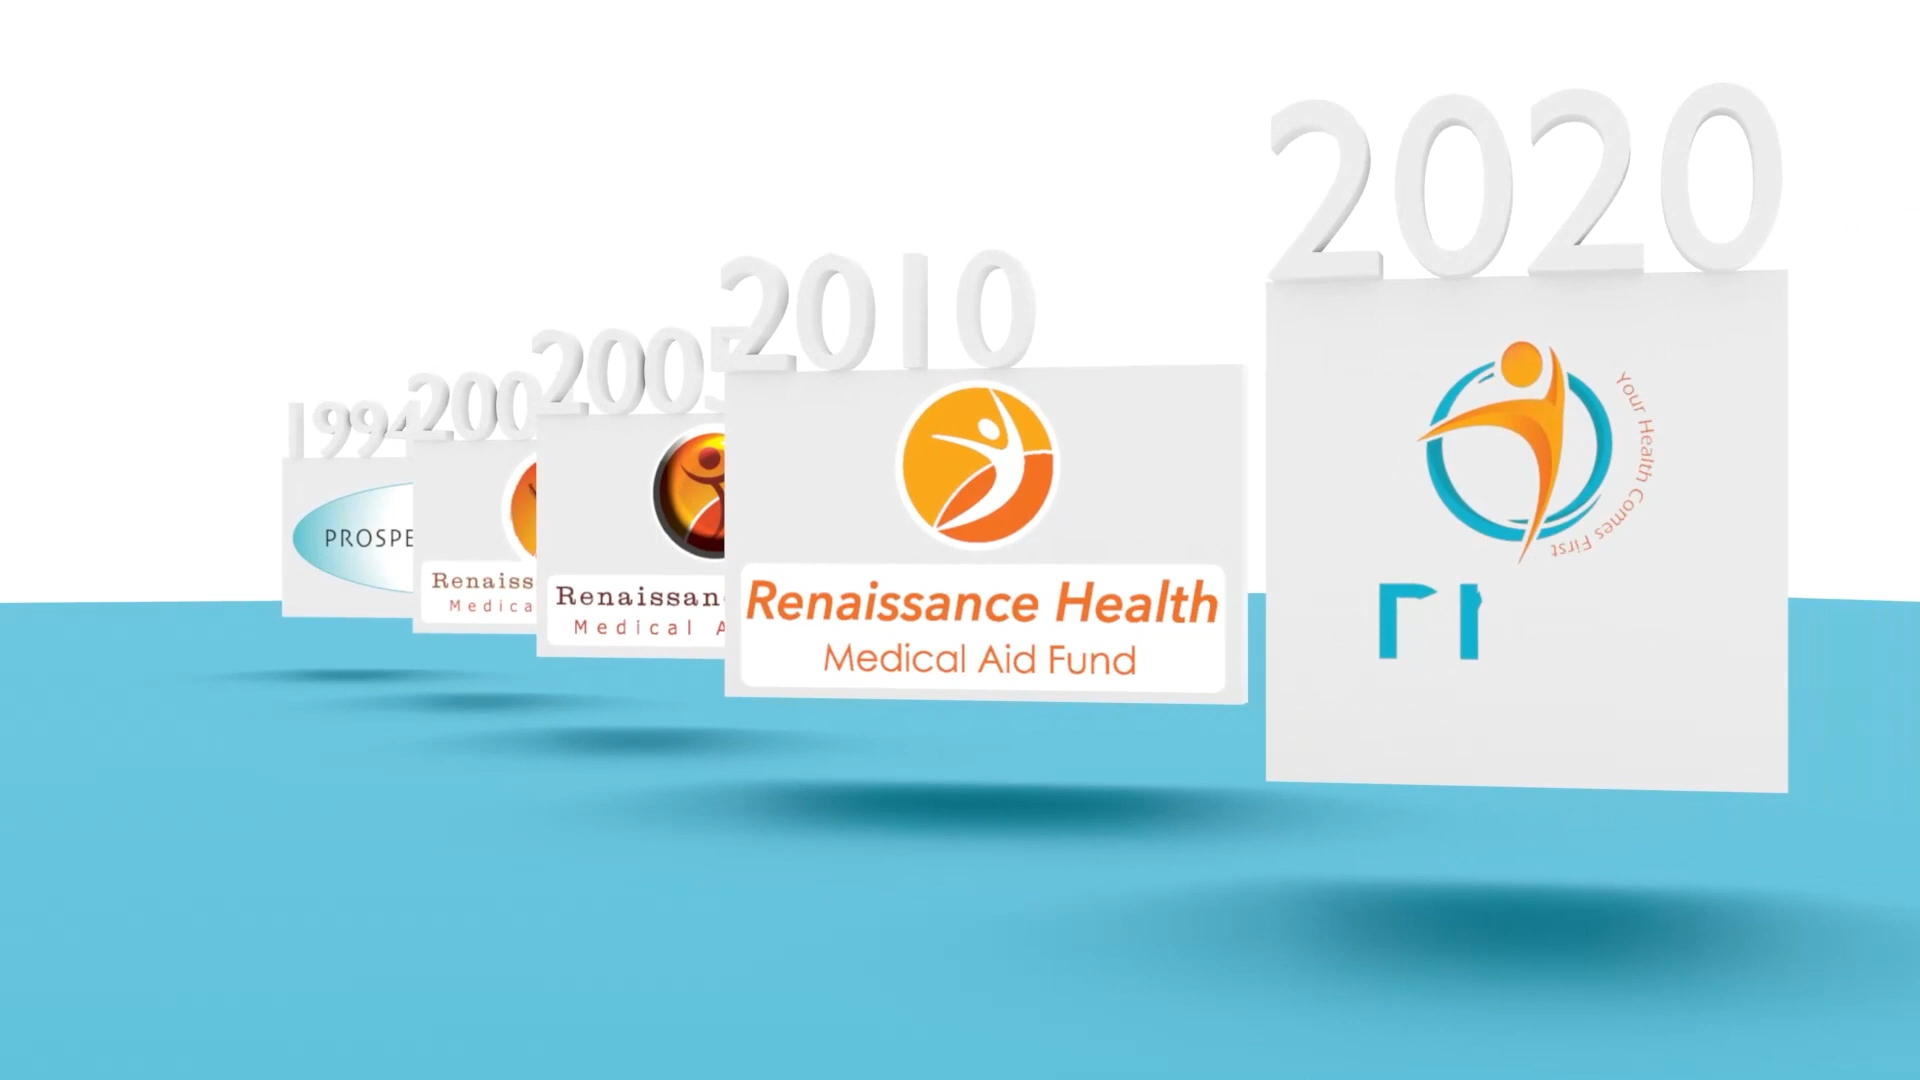 1994
PROSPE
200
Renaiss
Medica
2005
Renaissan
Medical A
2010
Renaissance Health
Medical Aid Fund
2020
Your Health Comes First